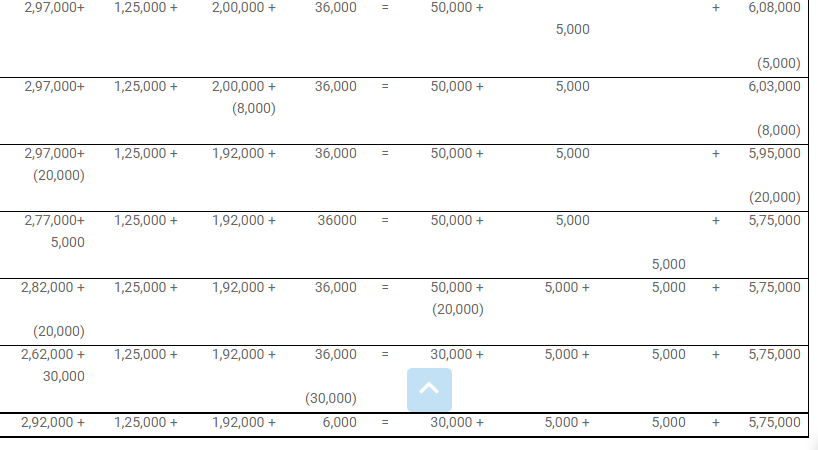 2,97,000+ 1,25,000 + 2,00,000 + 36,000 = 50,000 + + 6,08,000
5,000
(5,000)
2,97,000+ 1,25,000 + 2,00,000 + 36,000 = 50,000 + 5,000 6,03,000
(8,000)
(8,000)
2,97,000+ 1,25,000 + 1,92,000 + 36,000 = 50,000 + 5,000 + 5,95,000
(20,000)
(20,000)
2,77,000+ 1,25,000 + 1,92,000 + 36000 = 50,000 + 5,000 + 5,75,000
5,000
5,000
2,82,000 + 1,25,000 + 1,92,000 + 36,000 = 50,000 + 5,000 + 5,000 + 5,75,000
(20,000)
(20,000)
2,62,000 + 1,25,000 + 1,92,000 + 36,000 = 30,000 + 5,000 + 5,000 + 5,75,000
30,000
(30,000)
2,92,000 + 1,25,000 + 1,92,000 + 6,000 = 30,000 + 5,000 + 5,000 + 5,75,000